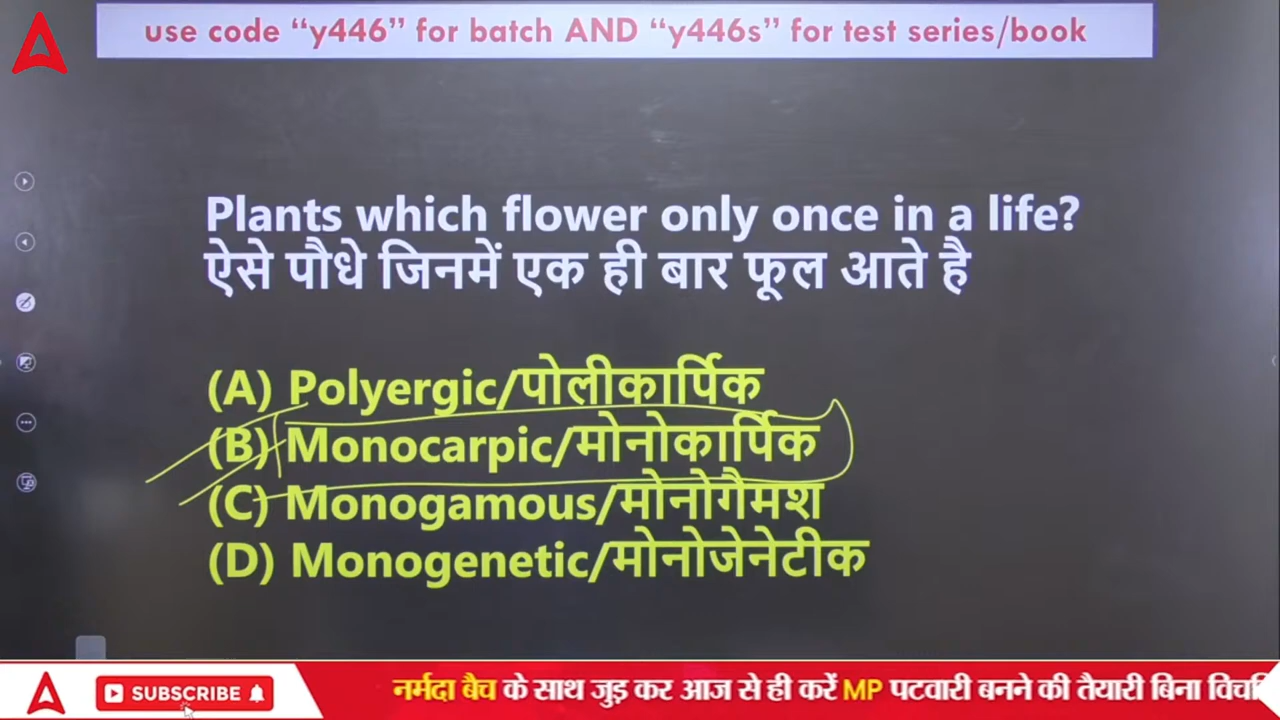 use code “y446” for batch AND “y446s” for test series/book
Plants which flower only once in a life?
ऐसे पौधे जिनमें एक ही बार फूल आते है
(A) Polyergic/पोलीकार्पिक
(B) Monocarpic/मोनोकार्पिक
(C) Monogamous/मोनोगैमश
(D) Monogenetic/मोनोजेनेटीक
SUBSCRIBE
नर्मदा बैच के साथ जुड़ कर आज से ही करें MP पटवारी बनने की तैयारी बिना